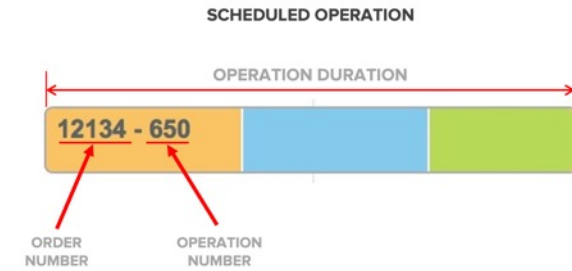 SCHEDULED OPERATION
OPERATION DURATION
12134 - 650
ORDER
NUMBER
OPERATION
NUMBER